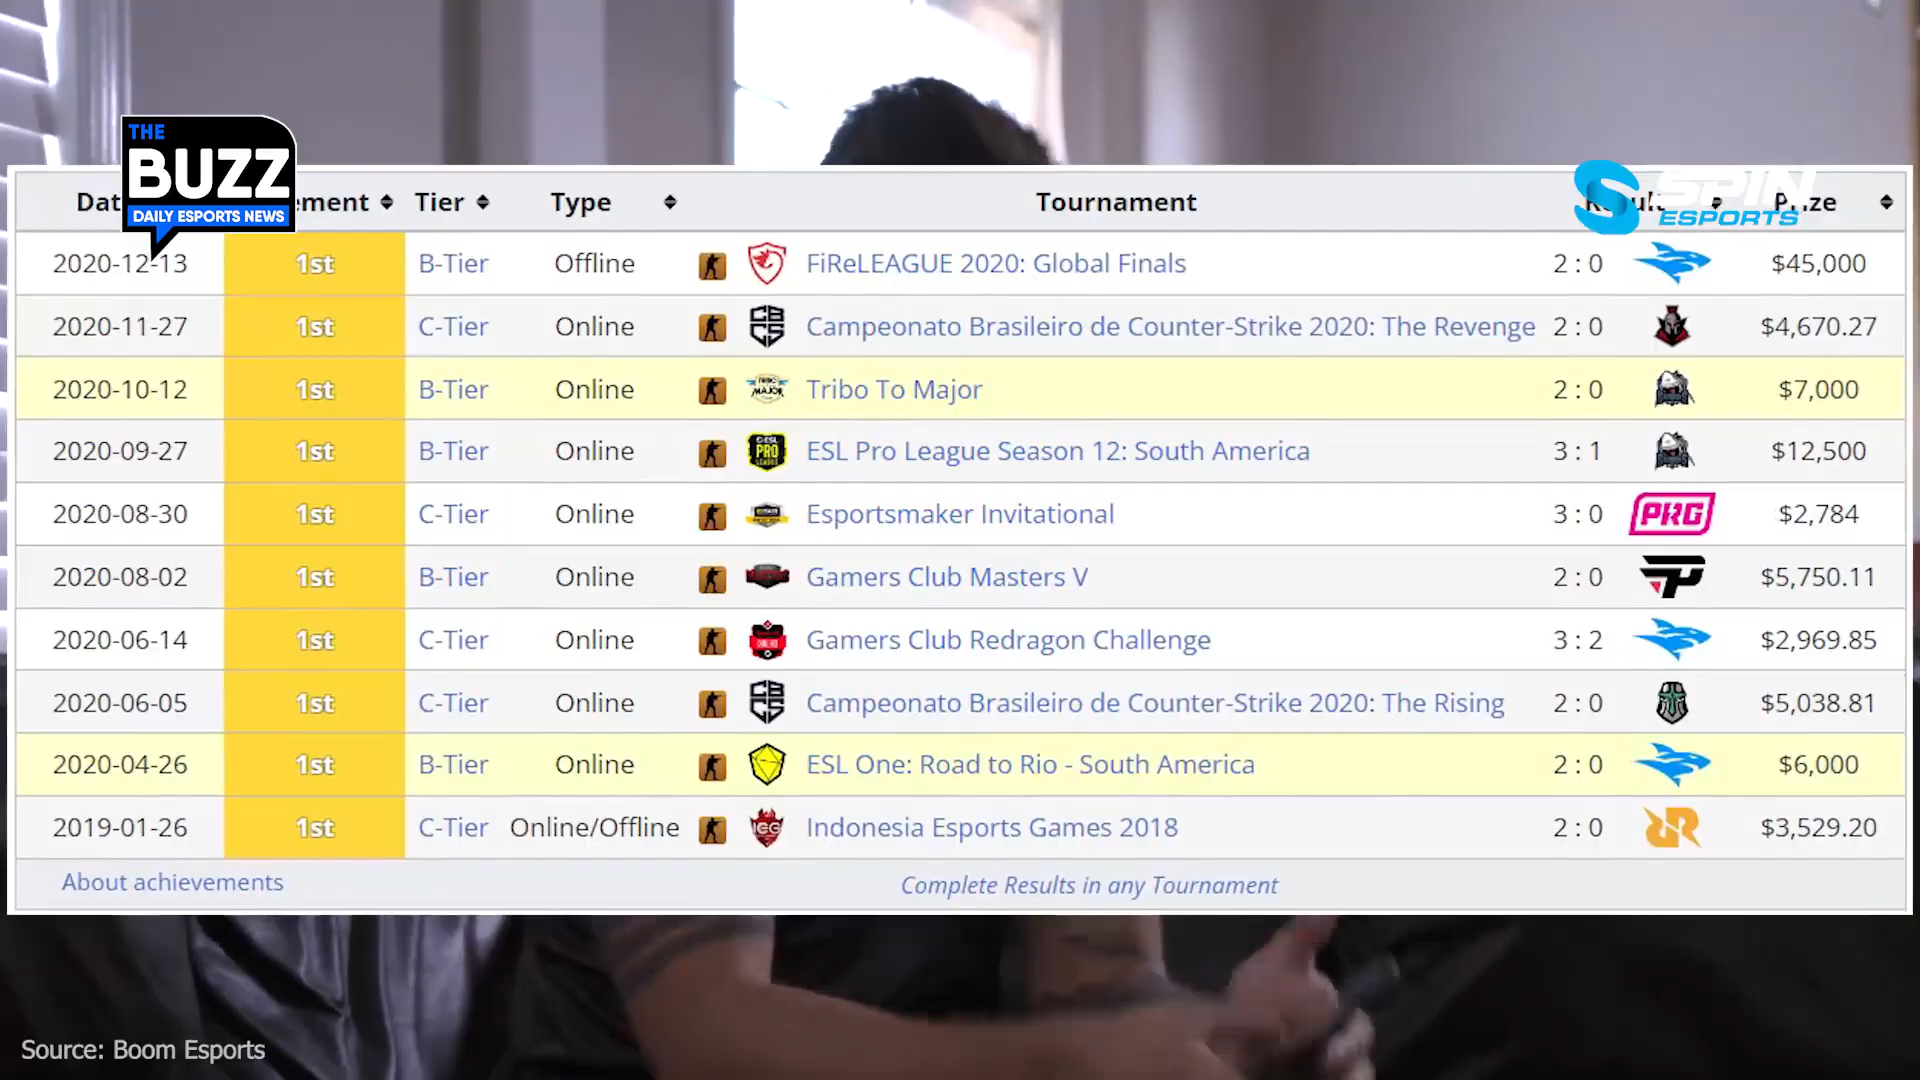 THE
BUZZ
DAILY ESPORTS NEWS
SPIN
ESPORTS
Tier Type Tournament Prize
2020-12-13 1st B-Tier Offline FiReLEAGUE 2020: Global Finals 2 : 0 $45,000
2020-11-27 1st C-Tier Online CBCS Campeonato Brasileiro de Counter-Strike 2020: The Revenge 2 : 0 $4,670.27
2020-10-12 1st B-Tier Online MAJOR Tribo To Major 2 : 0 $7,000
2020-09-27 1st B-Tier Online ESL PRO ESL Pro League Season 12: South America 3 : 1 $12,500
2020-08-30 1st C-Tier Online Esportsmaker Invitational 3 : 0 PRG $2,784
2020-08-02 1st B-Tier Online Gamers Club Masters V 2 : 0 $5,750.11
2020-06-14 1st C-Tier Online Gamers Club Redragon Challenge 3 : 2 $2,969.85
2020-06-05 1st C-Tier Online CBCS Campeonato Brasileiro de Counter-Strike 2020: The Rising 2 : 0 $5,038.81
2020-04-26 1st B-Tier Online ESL One: Road to Rio - South America 2 : 0 $6,000
2019-01-26 1st C-Tier Online/Offline IEG Indonesia Esports Games 2018 2 : 0 $3,529.20
About achievements Complete Results in any Tournament
Source: Boom Esports